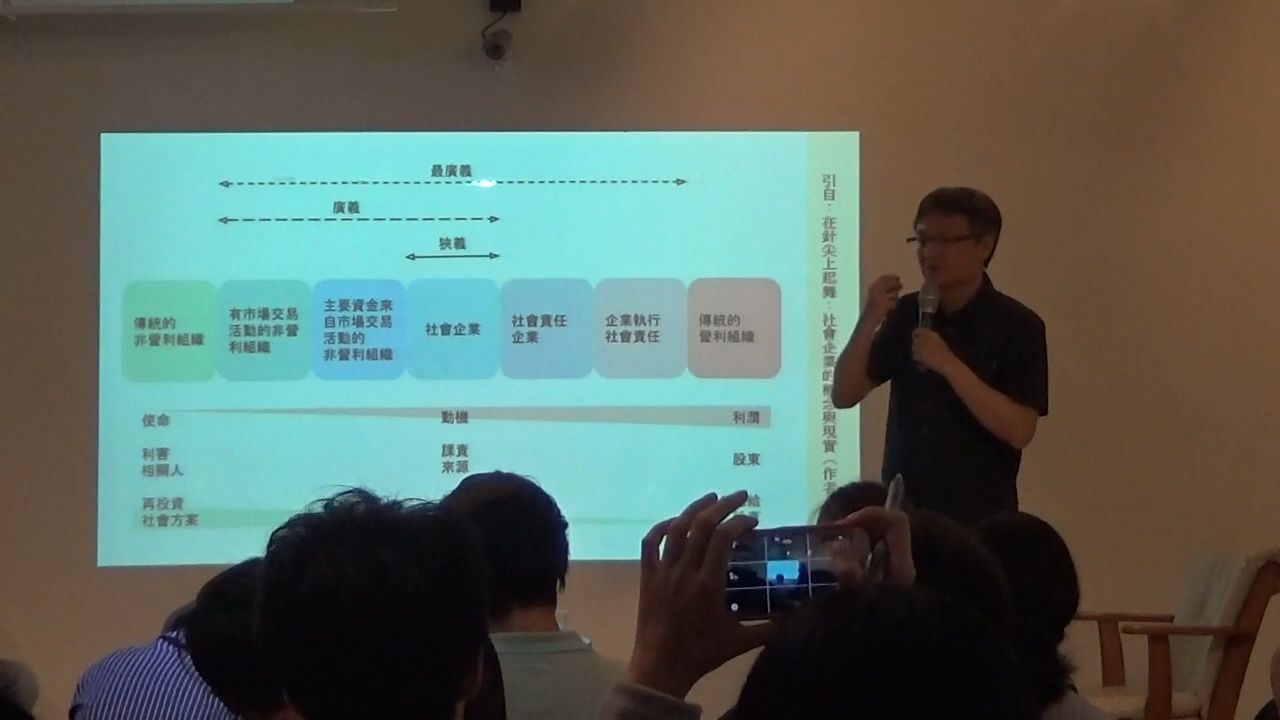 最廣義
廣義
狹義
傳統的
非營利組織
有市場交易
活動的非營
利組織
主要資金來
自市場交易
活動的
非營利組織
社會企業
社會責任
企業
企業執行
社會責任
傳統的
營利組織
使命
動機
利潤
利害
相關人
課責
來源
股東
再投資
社會方案
給
引目：在針尖上起舞：社會企業的概念與現實（作者